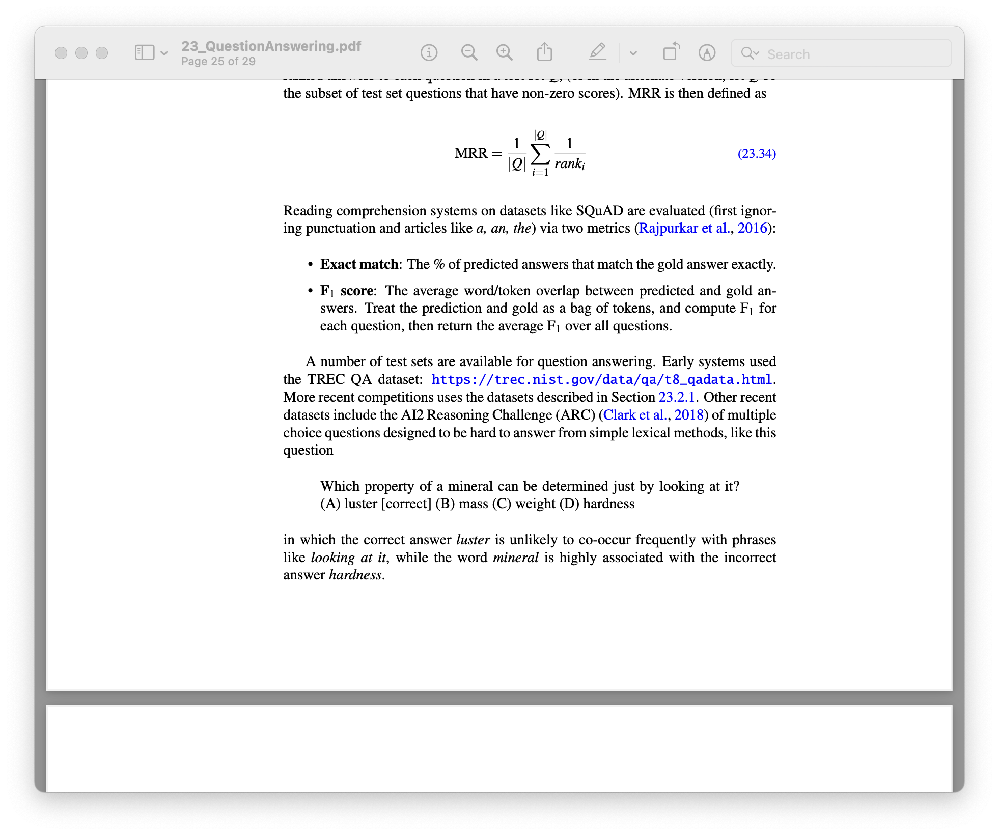 23_QuestionAnswering.pdf
Page 25 of 29
Search
the subset of test set questions that have non-zero scores). MRR is then defined as
MRR = 1/|Q| ∑_{i=1}^{|Q|} 1/rank_i (23.34)
Reading comprehension systems on datasets like SQuAD are evaluated (first ignor-
ing punctuation and articles like a, an, the) via two metrics (Rajpurkar et al., 2016):
• Exact match: The % of predicted answers that match the gold answer exactly.
• F1 score: The average word/token overlap between predicted and gold an-
swers. Treat the prediction and gold as a bag of tokens, and compute F1 for
each question, then return the average F1 over all questions.
A number of test sets are available for question answering. Early systems used
the TREC QA dataset: https://trec.nist.gov/data/qa/t8_qadata.html.
More recent competitions uses the datasets described in Section 23.2.1. Other recent
datasets include the AI2 Reasoning Challenge (ARC) (Clark et al., 2018) of multiple
choice questions designed to be hard to answer from simple lexical methods, like this
question
Which property of a mineral can be determined just by looking at it?
(A) luster [correct] (B) mass (C) weight (D) hardness
in which the correct answer luster is unlikely to co-occur frequently with phrases
like looking at it, while the word mineral is highly associated with the incorrect
answer hardness.